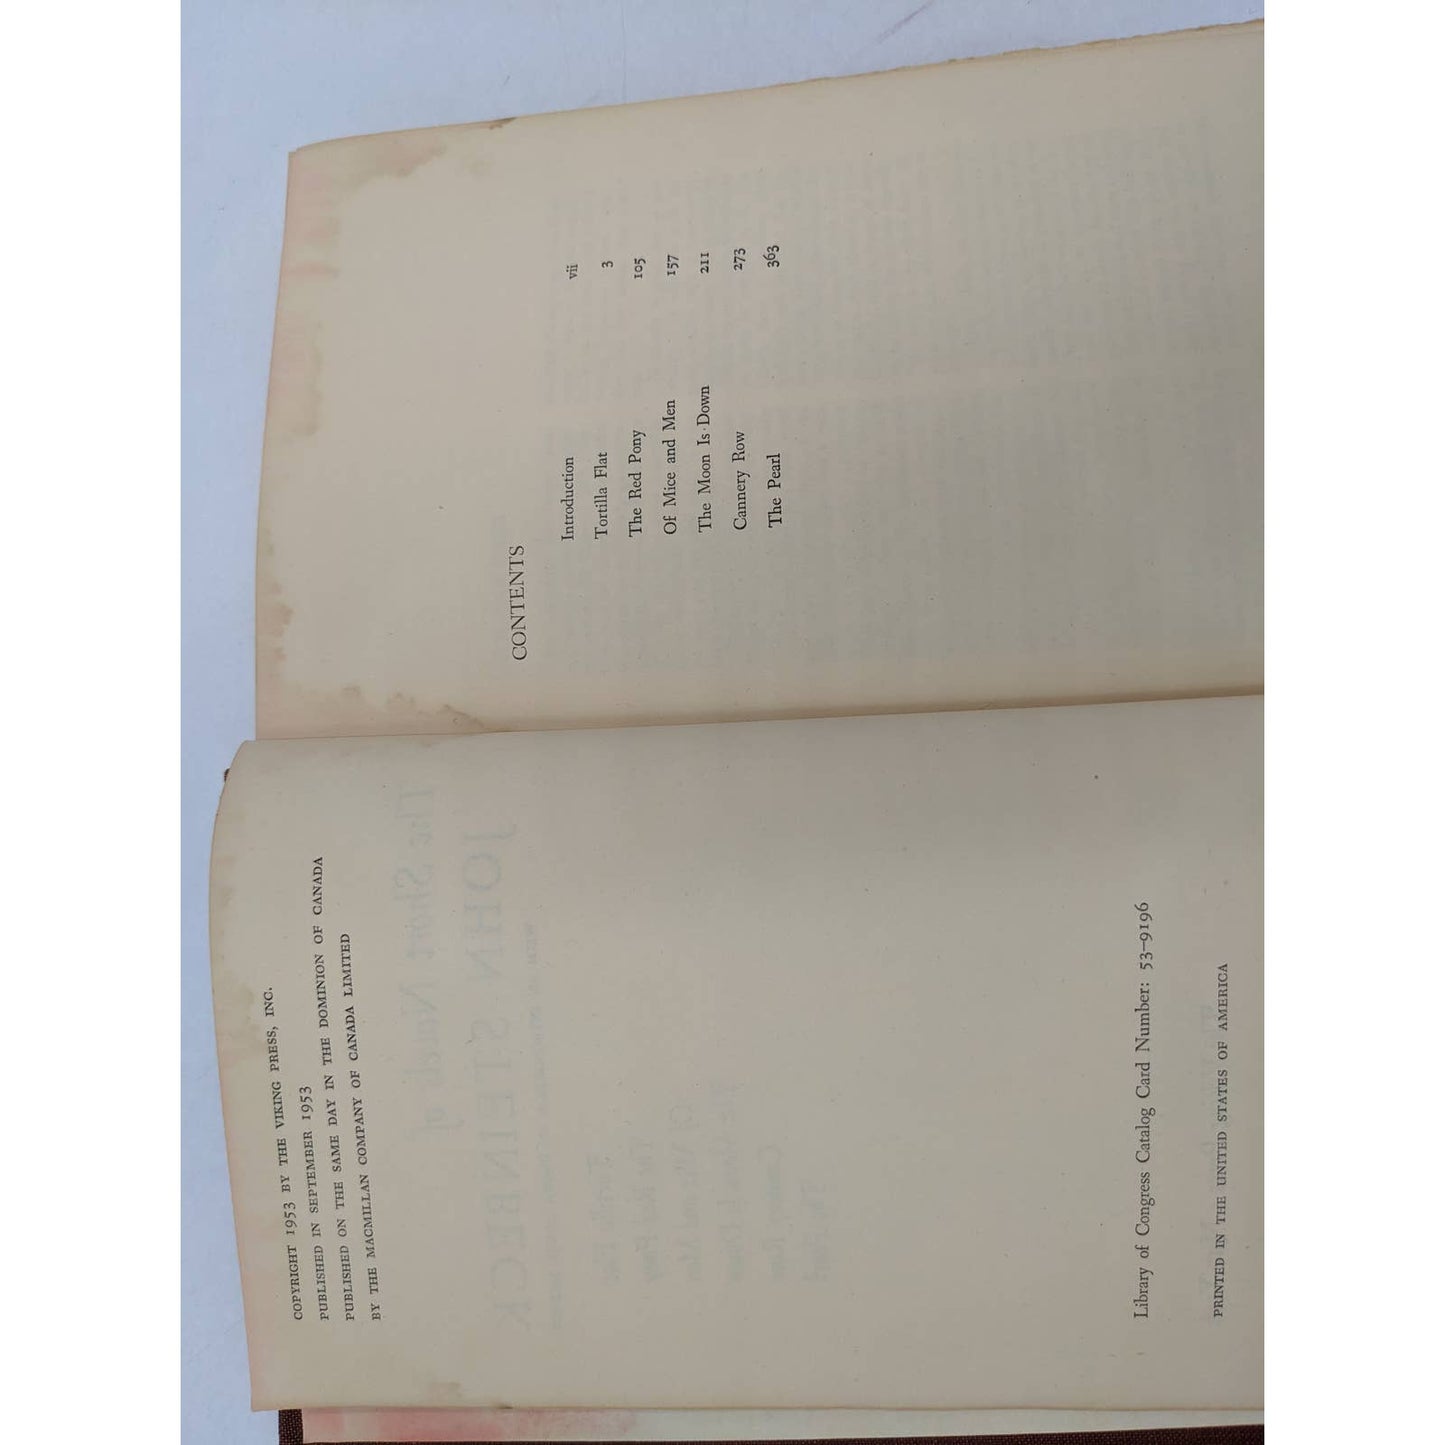 COPYRIGHT 1953 BY THE VIKING PRESS, INC.
PUBLISHED IN SEPTEMBER 1953
PUBLISHED ON THE SAME DAY IN THE DOMINION OF CANADA
BY THE MACMILLAN COMPANY OF CANADA LIMITED
Library of Congress Catalog Card Number: 53-9196
PRINTED IN THE UNITED STATES OF AMERICA
CONTENTS
Introduction vii
Tortilla Flat 3
The Red Pony 105
Of Mice and Men 157
The Moon Is Down 211
Cannery Row 273
The Pearl 363